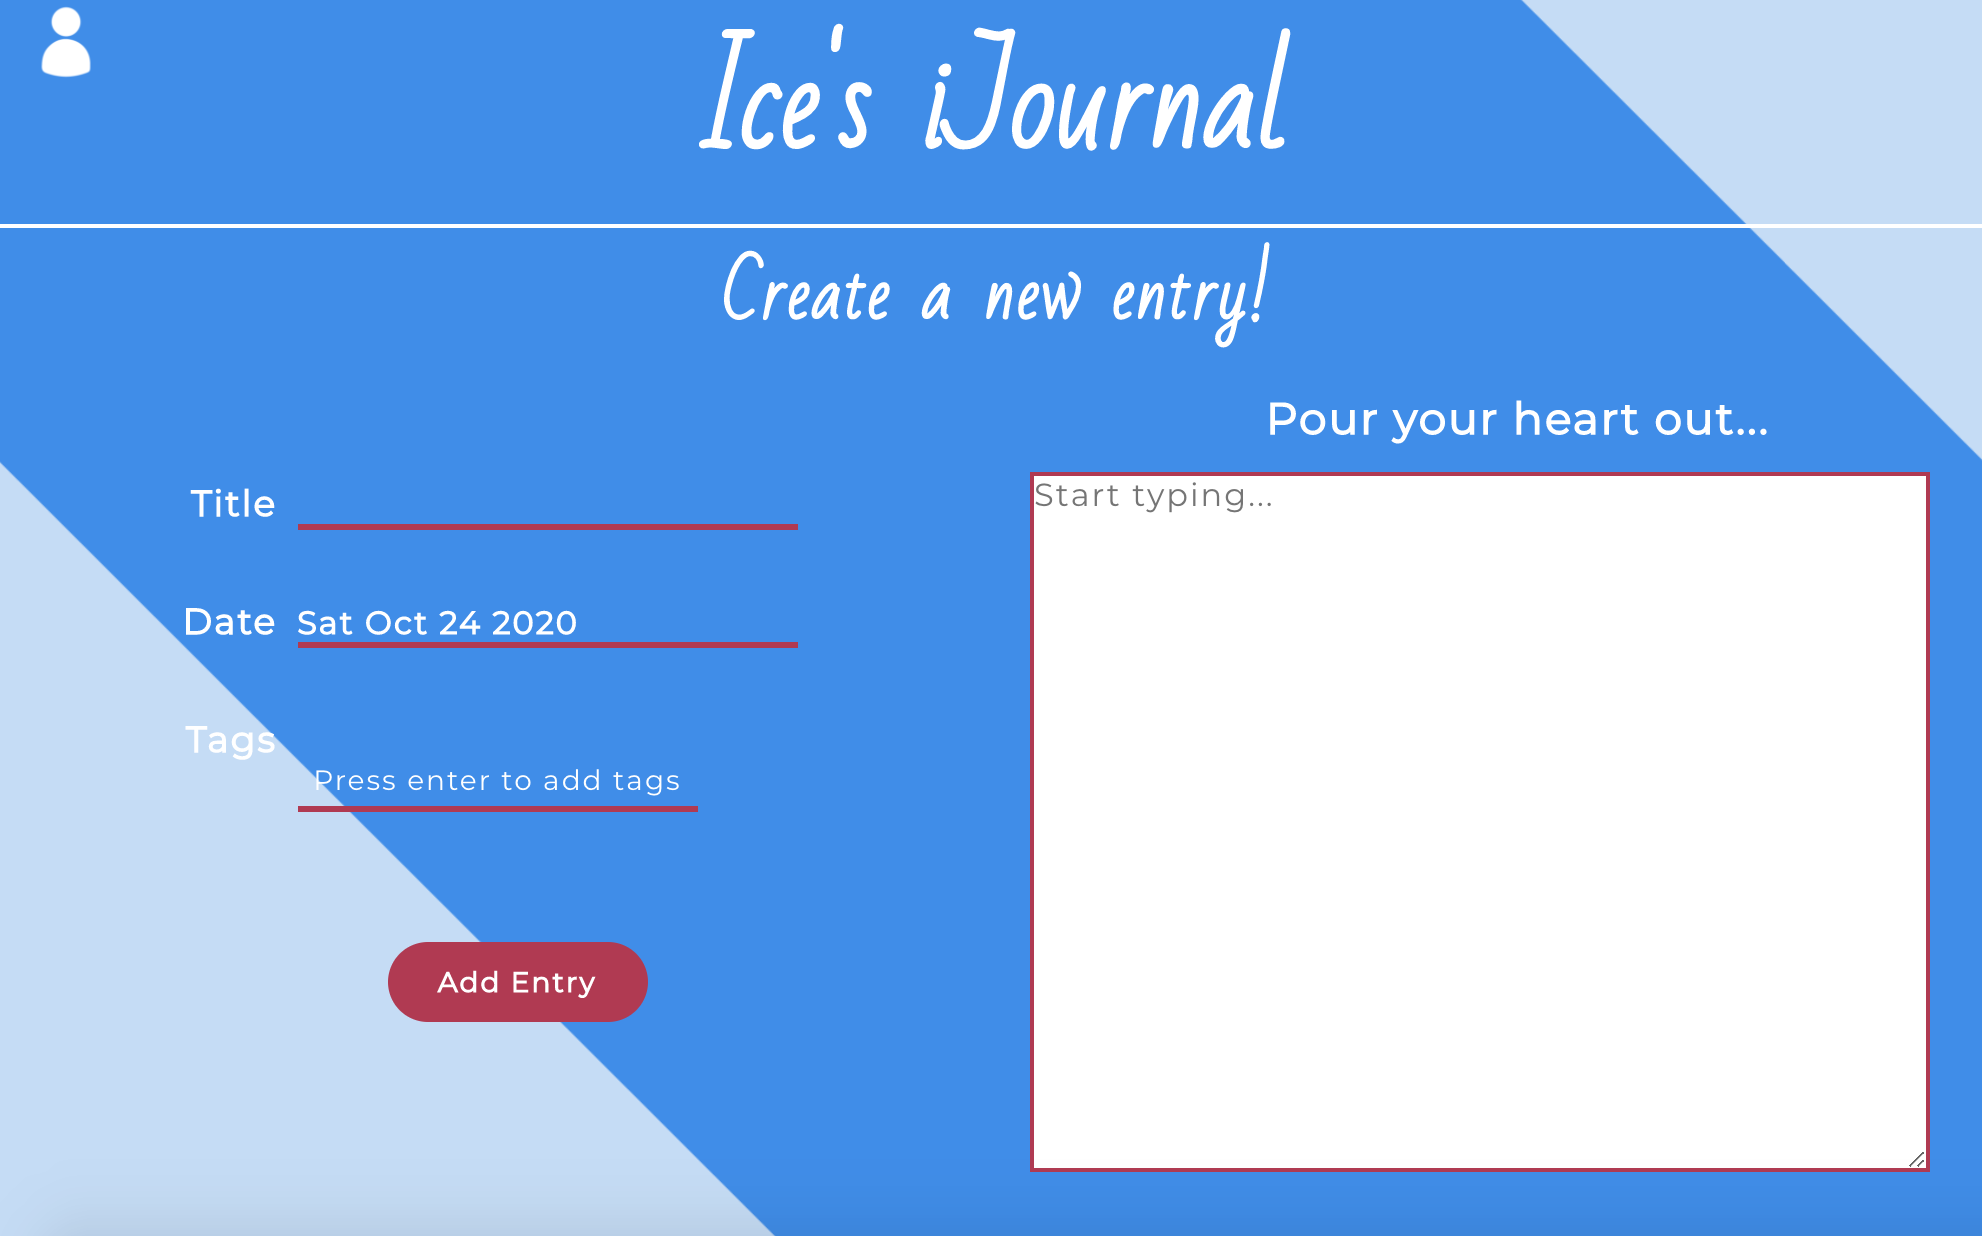 Ice's iJournal
Create a new entry!
Pour your heart out...
Title
Start typing...
Date Sat Oct 24 2020
Tags
Press enter to add tags
Add Entry